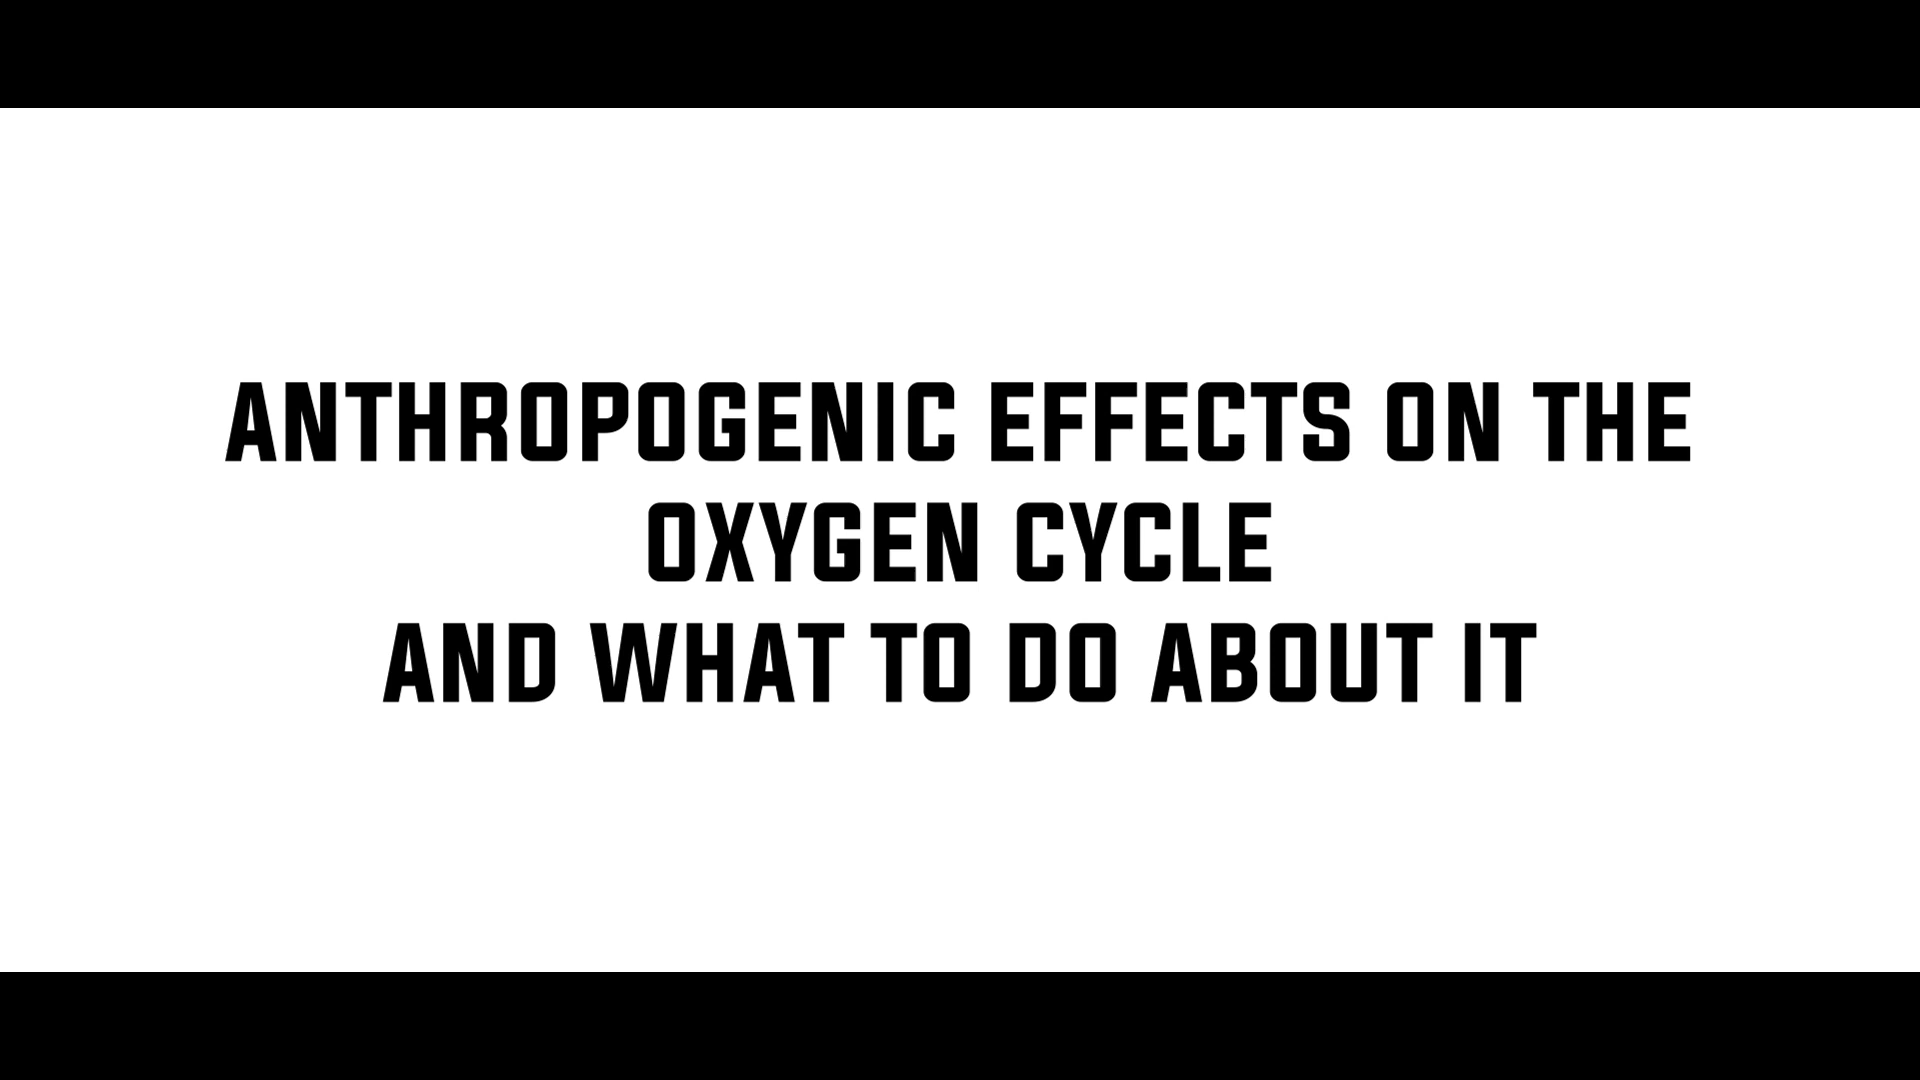 ANTHROPOGENIC EFFECTS ON THE
OXYGEN CYCLE
AND WHAT TO DO ABOUT IT